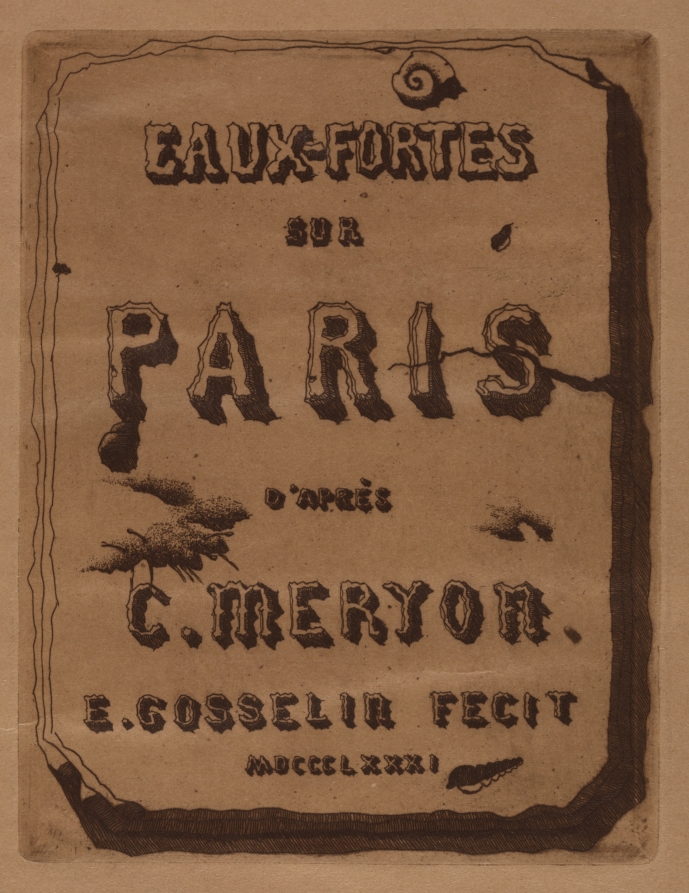 EAUX-FORTES
SUR
PARIS
D'APRÈS
C. MERYON.
E. GOSSELIN FECIT
MDCCCLXXXI